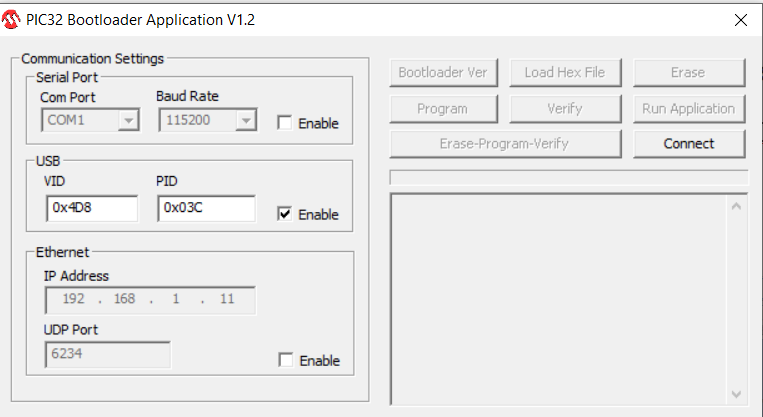 PIC32 Bootloader Application V1.2
Communication Settings
Serial Port
Com Port Baud Rate
COM1 115200 Enable
USB
VID PID
0x4D8 0x03C Enable
Ethernet
IP Address
192 . 168 . 1 . 11
UDP Port
6234 Enable
Bootloader Ver Load Hex File Erase
Program Verify Run Application
Erase-Program-Verify Connect